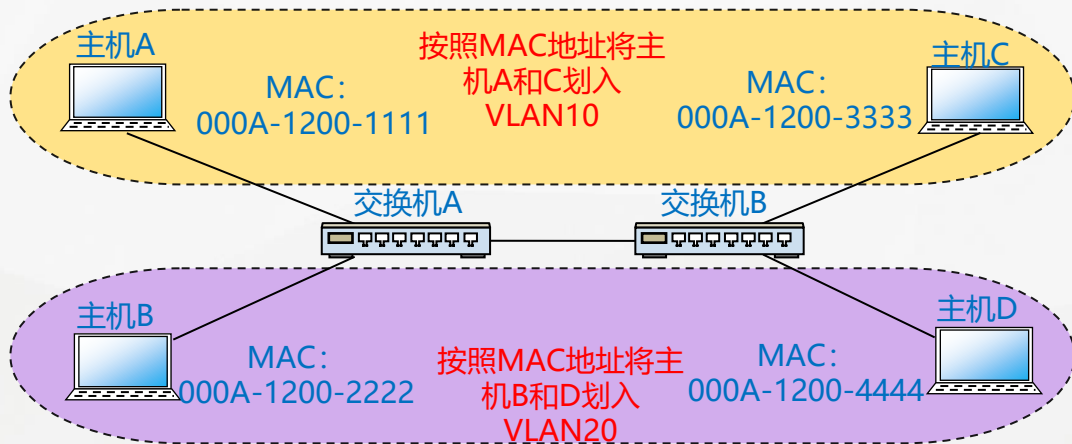 主机A
MAC：
000A-1200-1111
按照MAC地址将主
机A和C划入
VLAN10
主机C
MAC：
000A-1200-3333
交换机A
交换机B
主机B
MAC：
000A-1200-2222
按照MAC地址将主
机B和D划入
VLAN20
主机D
MAC：
000A-1200-4444